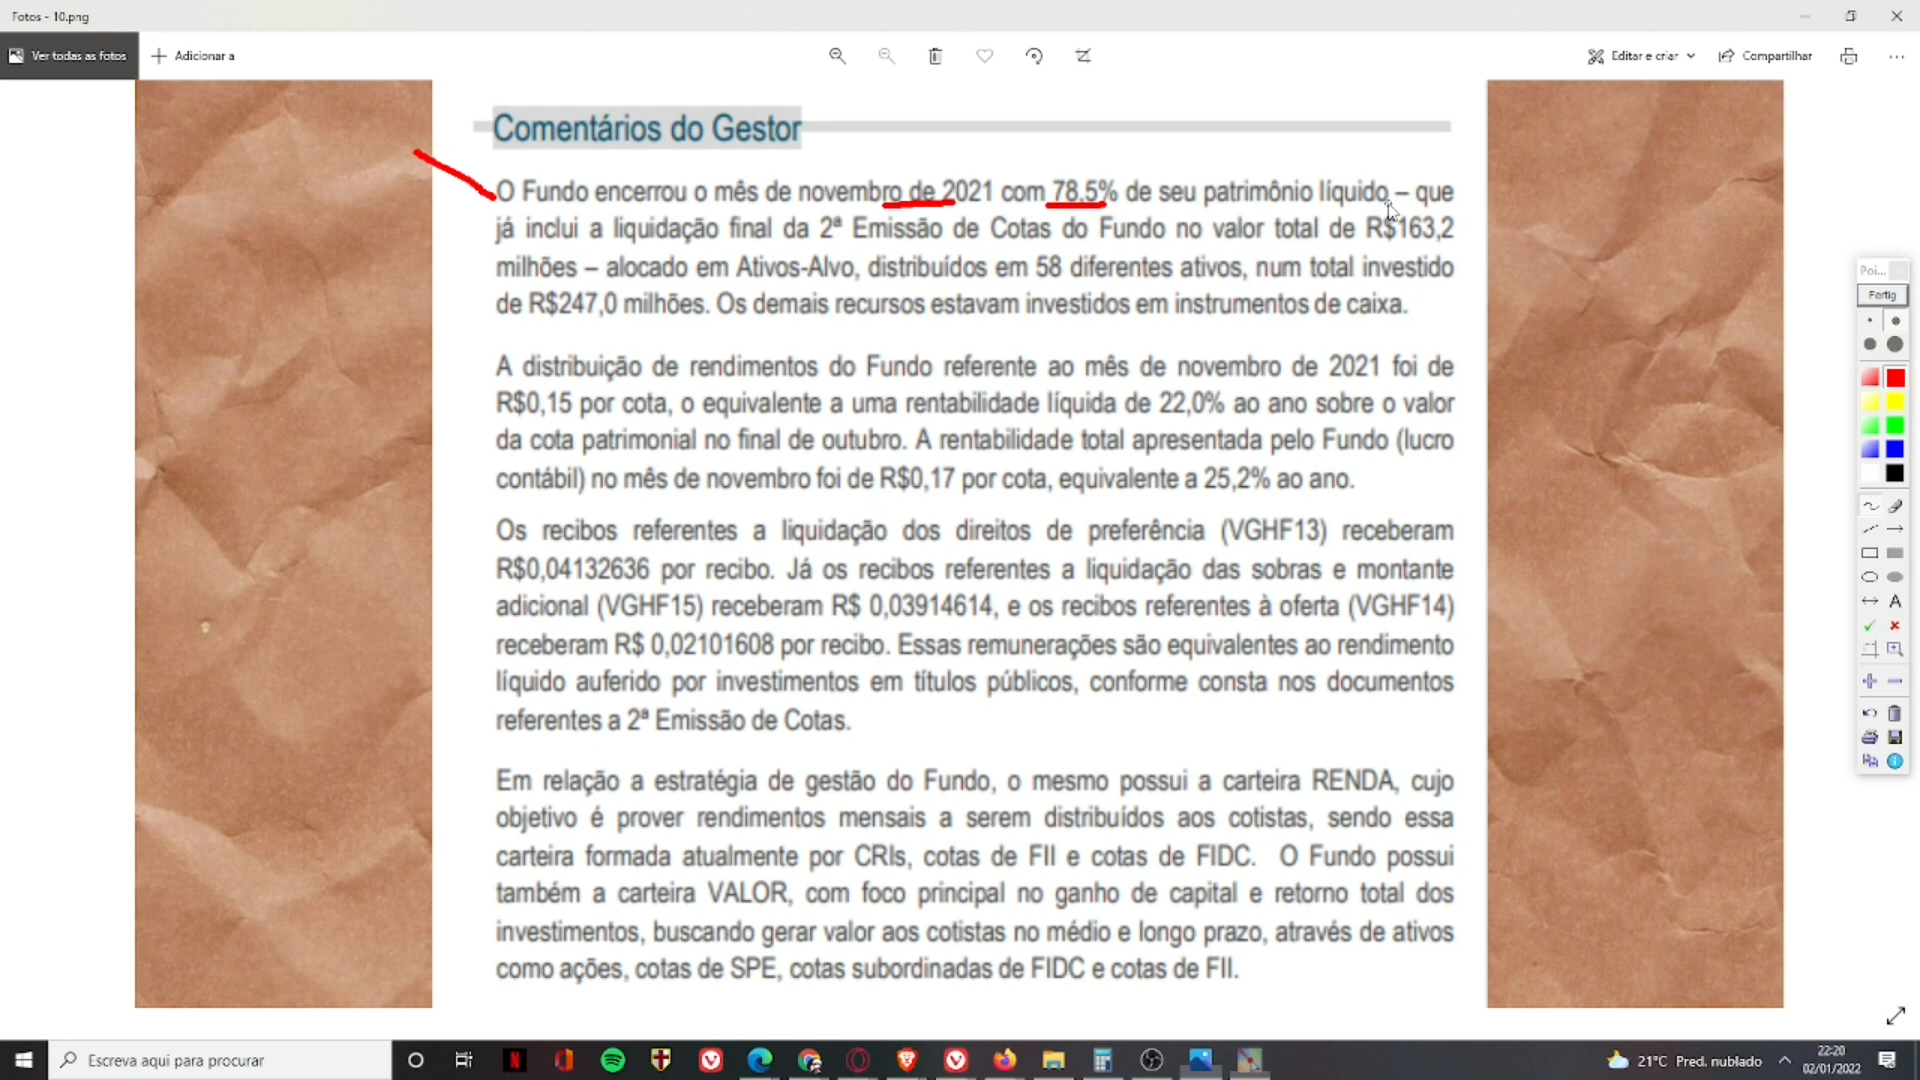 Fotos - 10.png
Ver todas as fotos
Adicionar a
Editar e criar
Compartilhar
Comentários do Gestor
O Fundo encerrou o mês de novembro de 2021 com 78.5% de seu patrimônio líquido – que
já inclui a liquidação final da 2ª Emissão de Cotas do Fundo no valor total de R$163,2
milhões – alocado em Ativos-Alvo, distribuídos em 58 diferentes ativos, num total investido
de R$247,0 milhões. Os demais recursos estavam investidos em instrumentos de caixa.
A distribuição de rendimentos do Fundo referente ao mês de novembro de 2021 foi de
R$0,15 por cota, o equivalente a uma rentabilidade líquida de 22,0% ao ano sobre o valor
da cota patrimonial no final de outubro. A rentabilidade total apresentada pelo Fundo (lucro
contábil) no mês de novembro foi de R$0,17 por cota, equivalente a 25,2% ao ano.
Os recibos referentes a liquidação dos direitos de preferência (VGHF13) receberam
R$0,04132636 por recibo. Já os recibos referentes a liquidação das sobras e montante
adicional (VGHF15) receberam R$ 0,03914614, e os recibos referentes à oferta (VGHF14)
receberam R$ 0,02101608 por recibo. Essas remunerações são equivalentes ao rendimento
líquido auferido por investimentos em títulos públicos, conforme consta nos documentos
referentes a 2ª Emissão de Cotas.
Em relação a estratégia de gestão do Fundo, o mesmo possui a carteira RENDA, cujo
objetivo é prover rendimentos mensais a serem distribuídos aos cotistas, sendo essa
carteira formada atualmente por CRIs, cotas de FII e cotas de FIDC. O Fundo possui
também a carteira VALOR, com foco principal no ganho de capital e retorno total dos
investimentos, buscando gerar valor aos cotistas no médio e longo prazo, através de ativos
como ações, cotas de SPE, cotas subordinadas de FIDC e cotas de FII.
Poi...
Fertig
A
Escreva aqui para procurar
21°C Pred. nublado
22:20
02/01/2022